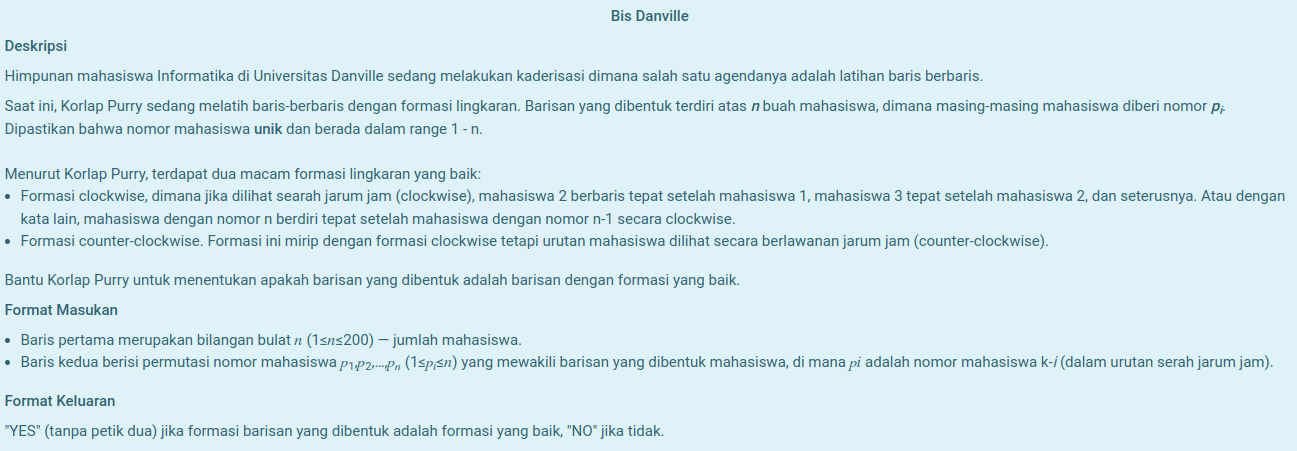 Bis Danville
Deskripsi
Himpunan mahasiswa Informatika di Universitas Danville sedang melakukan kaderisasi dimana salah satu agendanya adalah latihan baris berbaris.
Saat ini, Korlap Purry sedang melatih baris-berbaris dengan formasi lingkaran. Barisan yang dibentuk terdiri atas n buah mahasiswa, dimana masing-masing mahasiswa diberi nomor pᵢ.
Dipastikan bahwa nomor mahasiswa unik dan berada dalam range 1 - n.
Menurut Korlap Purry, terdapat dua macam formasi lingkaran yang baik:
• Formasi clockwise, dimana jika dilihat searah jarum jam (clockwise), mahasiswa 2 berbaris tepat setelah mahasiswa 1, mahasiswa 3 tepat setelah mahasiswa 2, dan seterusnya. Atau dengan
kata lain, mahasiswa dengan nomor n berdiri tepat setelah mahasiswa dengan nomor n-1 secara clockwise.
• Formasi counter-clockwise. Formasi ini mirip dengan formasi clockwise tetapi urutan mahasiswa dilihat secara berlawanan jarum jam (counter-clockwise).
Bantu Korlap Purry untuk menentukan apakah barisan yang dibentuk adalah barisan dengan formasi yang baik.
Format Masukan
• Baris pertama merupakan bilangan bulat n (1≤n≤200) — jumlah mahasiswa.
• Baris kedua berisi permutasi nomor mahasiswa p₁,p₂,...,pₙ (1≤pᵢ≤n) yang mewakili barisan yang dibentuk mahasiswa, di mana pi adalah nomor mahasiswa k-i (dalam urutan serah jarum jam).
Format Keluaran
"YES" (tanpa petik dua) jika formasi barisan yang dibentuk adalah formasi yang baik, "NO" jika tidak.